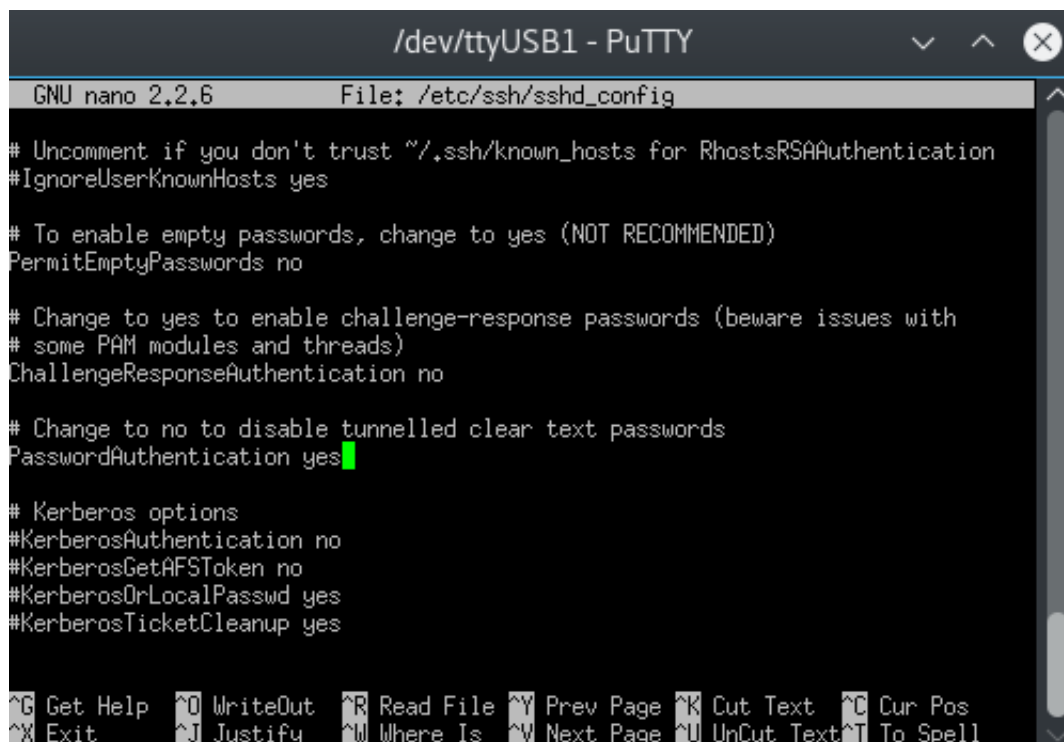 /dev/ttyUSB1 - PuTTY
GNU nano 2.2.6 File: /etc/ssh/sshd_config
# Uncomment if you don't trust ~/.ssh/known_hosts for RhostsRSAAuthentication
#IgnoreUserKnownHosts yes
# To enable empty passwords, change to yes (NOT RECOMMENDED)
PermitEmptyPasswords no
# Change to yes to enable challenge-response passwords (beware issues with
# some PAM modules and threads)
ChallengeResponseAuthentication no
# Change to no to disable tunnelled clear text passwords
PasswordAuthentication yes
# Kerberos options
#KerberosAuthentication no
#KerberosGetAFSToken no
#KerberosOrLocalPasswd yes
#KerberosTicketCleanup yes
^G Get Help ^O WriteOut ^R Read File ^Y Prev Page ^K Cut Text ^C Cur Pos
^X Exit ^J Justify ^W Where Is ^V Next Page ^U UnCut Text ^T To Spell